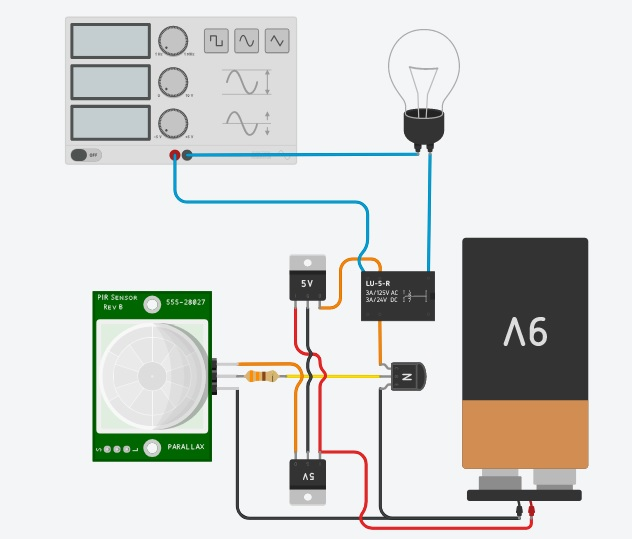 OFF
5V
LU-5-R
3A/125V AC
3A/24V DC
PIR SENSOR
REV B
555-28027
PARALLAX
N
5V
9V